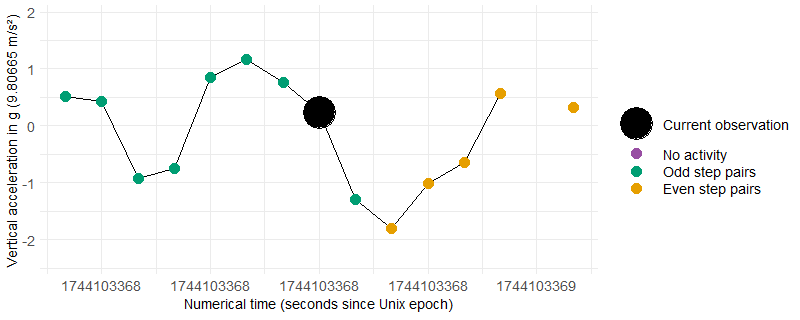 Vertical acceleration in g (9.80665 m/s²)
2
1
0
-1
-2
1744103368
1744103368
1744103368
1744103368
1744103369
Numerical time (seconds since Unix epoch)
Current observation
No activity
Odd step pairs
Even step pairs